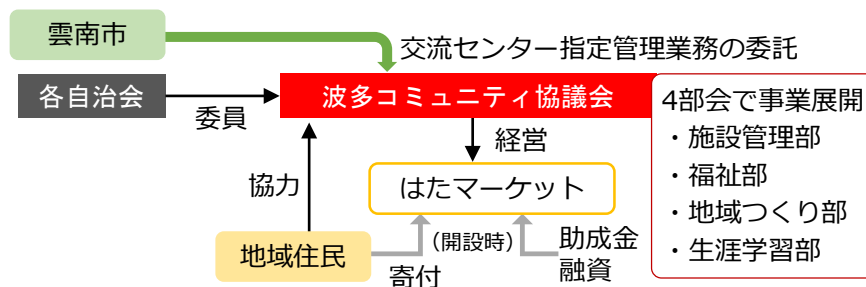 雲南市
交流センター指定管理業務の委託
各自治会
委員
波多コミュニティ協議会
4部会で事業展開
・施設管理部
・福祉部
・地域つくり部
・生涯学習部
経営
協力
はたマーケット
地域住民
(開設時)
寄付
助成金
融資